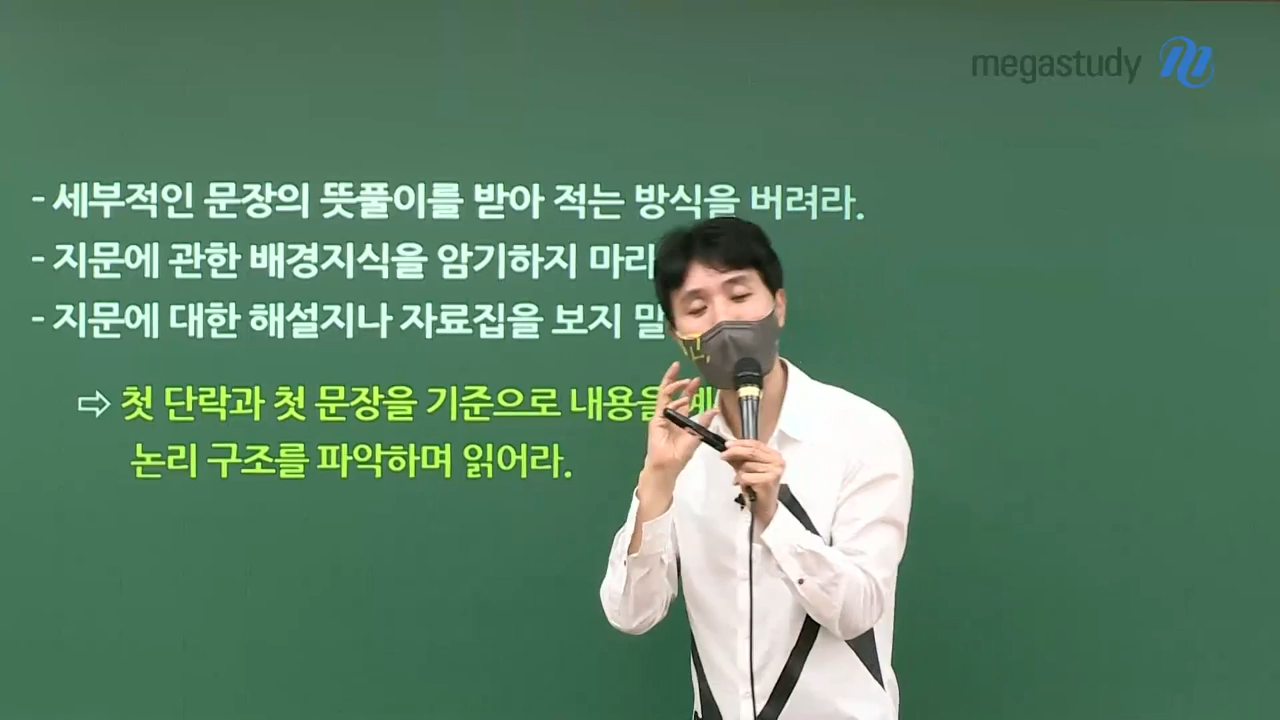 megastudy
- 세부적인 문장의 뜻풀이를 받아 적는 방식을 버려라.
- 지문에 관한 배경지식을 암기하지 마라
- 지문에 대한 해설지나 자료집을 보지 말
⇨ 첫 단락과 첫 문장을 기준으로 내용을
논리 구조를 파악하며 읽어라.